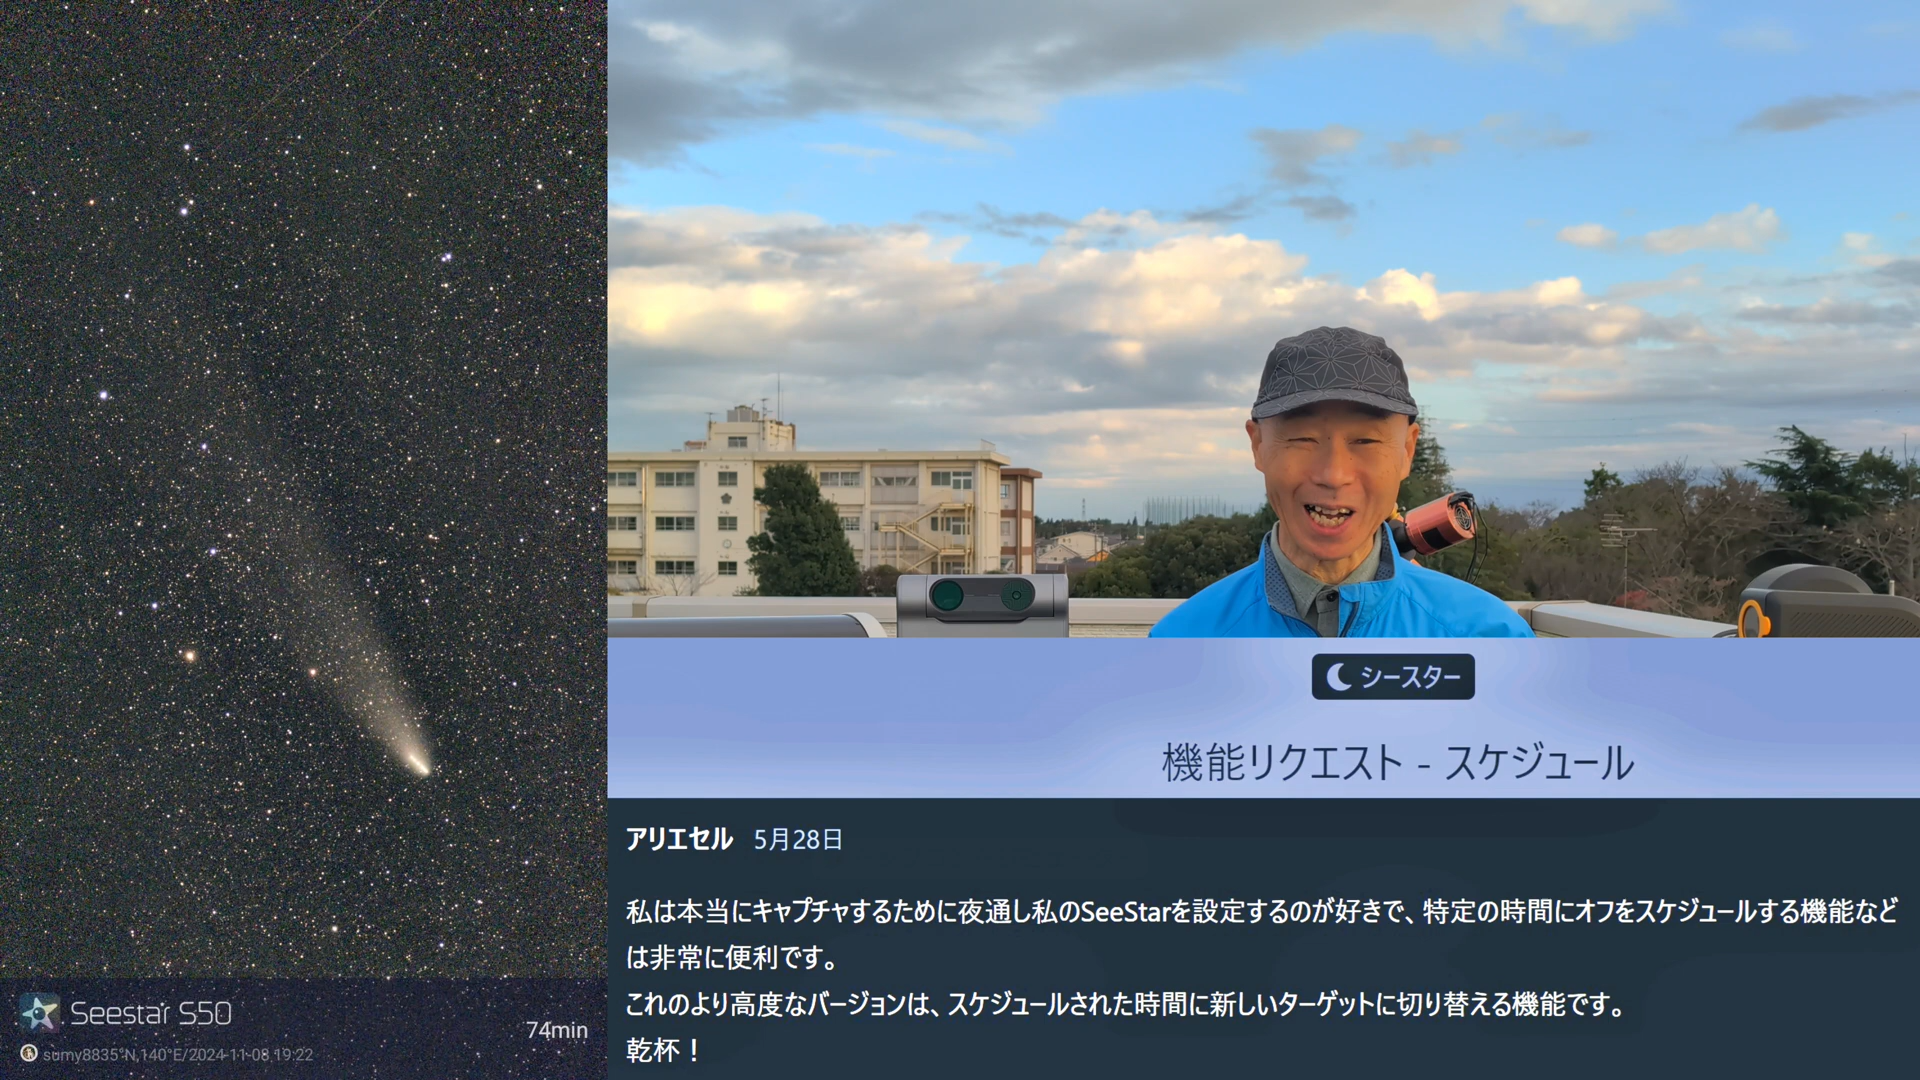 Seestar S50
74min
sumy8835°N,140°E/2024-11-08 19:22
シースター
機能リクエスト - スケジュール
アリエセル 5月28日
私は本当にキャプチャするために夜通し私のSeeStarを設定するのが好きで、特定の時間にオフをスケジュールする機能など
は非常に便利です。
これのより高度なバージョンは、スケジュールされた時間に新しいターゲットに切り替える機能です。
乾杯！